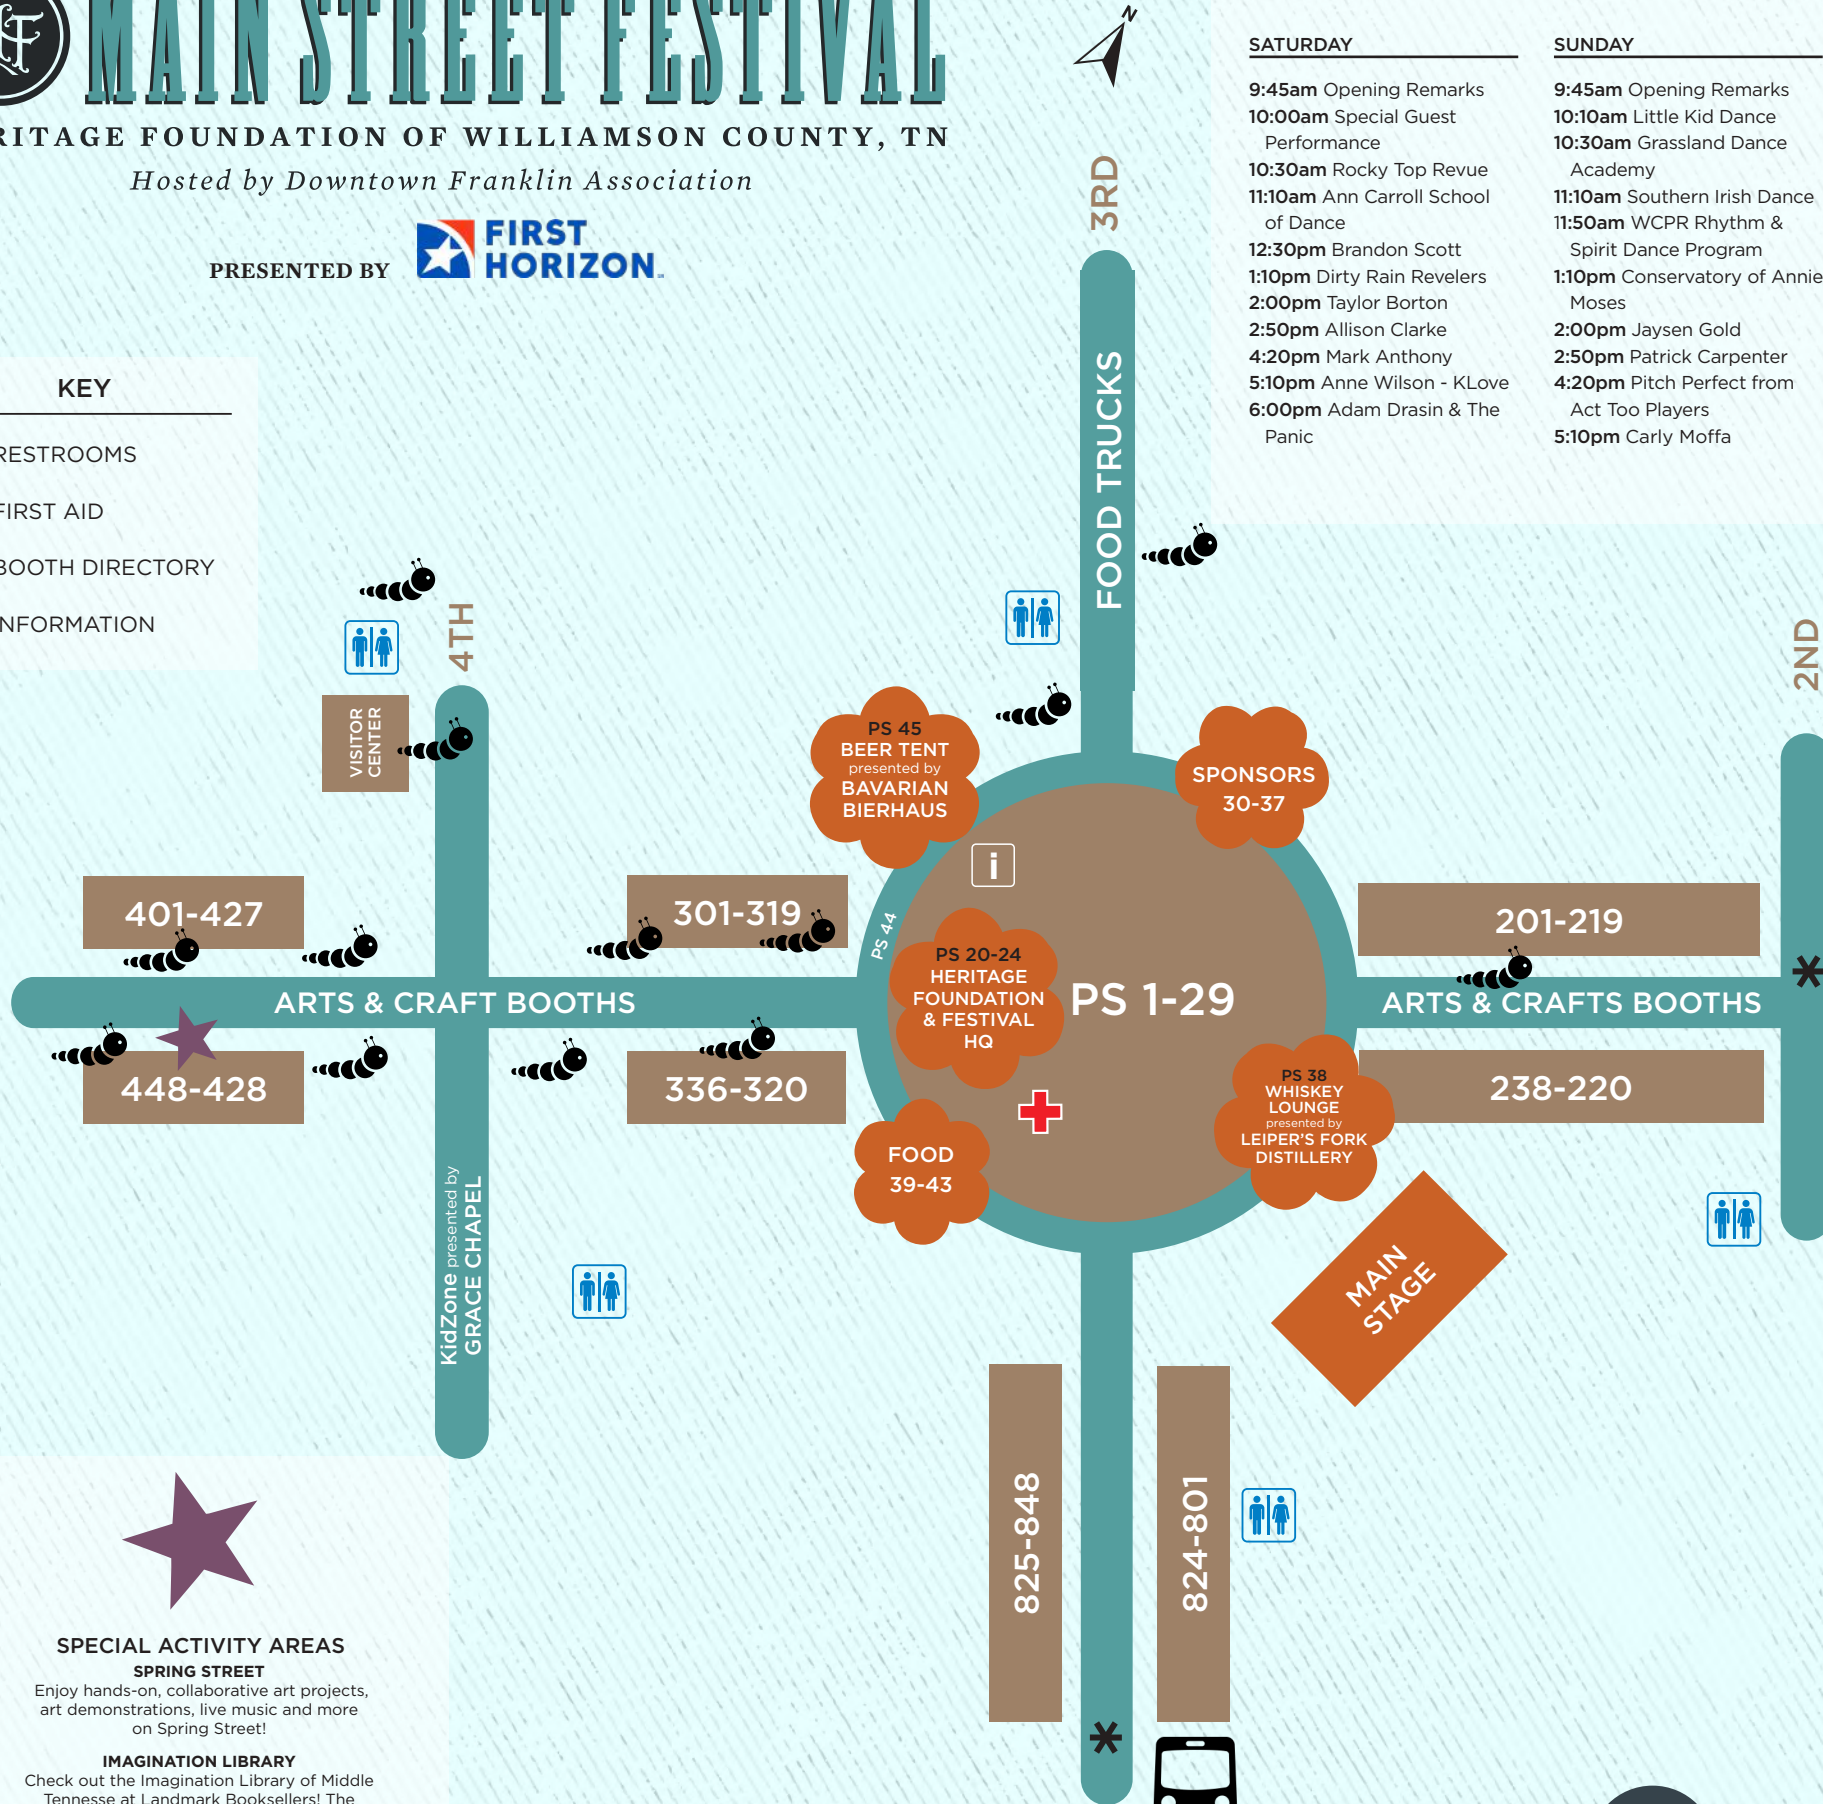 MAIN STREET FESTIVAL
RITAGE FOUNDATION OF WILLIAMSON COUNTY, TN
Hosted by Downtown Franklin Association
PRESENTED BY
FIRST
HORIZON
N
SATURDAY
9:45am Opening Remarks
10:00am Special Guest
Performance
10:30am Rocky Top Revue
11:10am Ann Carroll School
of Dance
12:30pm Brandon Scott
1:10pm Dirty Rain Revelers
2:00pm Taylor Borton
2:50pm Allison Clarke
4:20pm Mark Anthony
5:10pm Anne Wilson - KLove
6:00pm Adam Drasin & The
Panic
SUNDAY
9:45am Opening Remarks
10:10am Little Kid Dance
10:30am Grassland Dance
Academy
11:10am Southern Irish Dance
11:50am WCPR Rhythm &
Spirit Dance Program
1:10pm Conservatory of Annie
Moses
2:00pm Jaysen Gold
2:50pm Patrick Carpenter
4:20pm Pitch Perfect from
Act Too Players
5:10pm Carly Moffa
KEY
RESTROOMS
FIRST AID
BOOTH DIRECTORY
NFORMATION
3RD
FOOD TRUCKS
4TH
2ND
VISITOR
CENTER
PS 45
BEER TENT
presented by
BAVARIAN
BIERHAUS
SPONSORS
30-37
i
401-427
301-319
PS 44
201-219
PS 20-24
HERITAGE
FOUNDATION
& FESTIVAL
HQ
PS 1-29
ARTS & CRAFT BOOTHS
ARTS & CRAFTS BOOTHS
*
448-428
336-320
PS 38
WHISKEY
LOUNGE
presented by
LEIPER'S FORK
DISTILLERY
238-220
FOOD
39-43
KidZone presented by
GRACE CHAPEL
MAIN
STAGE
825-848
824-801
*
SPECIAL ACTIVITY AREAS
SPRING STREET
Enjoy hands-on, collaborative art projects,
art demonstrations, live music and more
on Spring Street!
IMAGINATION LIBRARY
Check out the Imagination Library of Middle
Tennesse at Landmark Booksellers! The